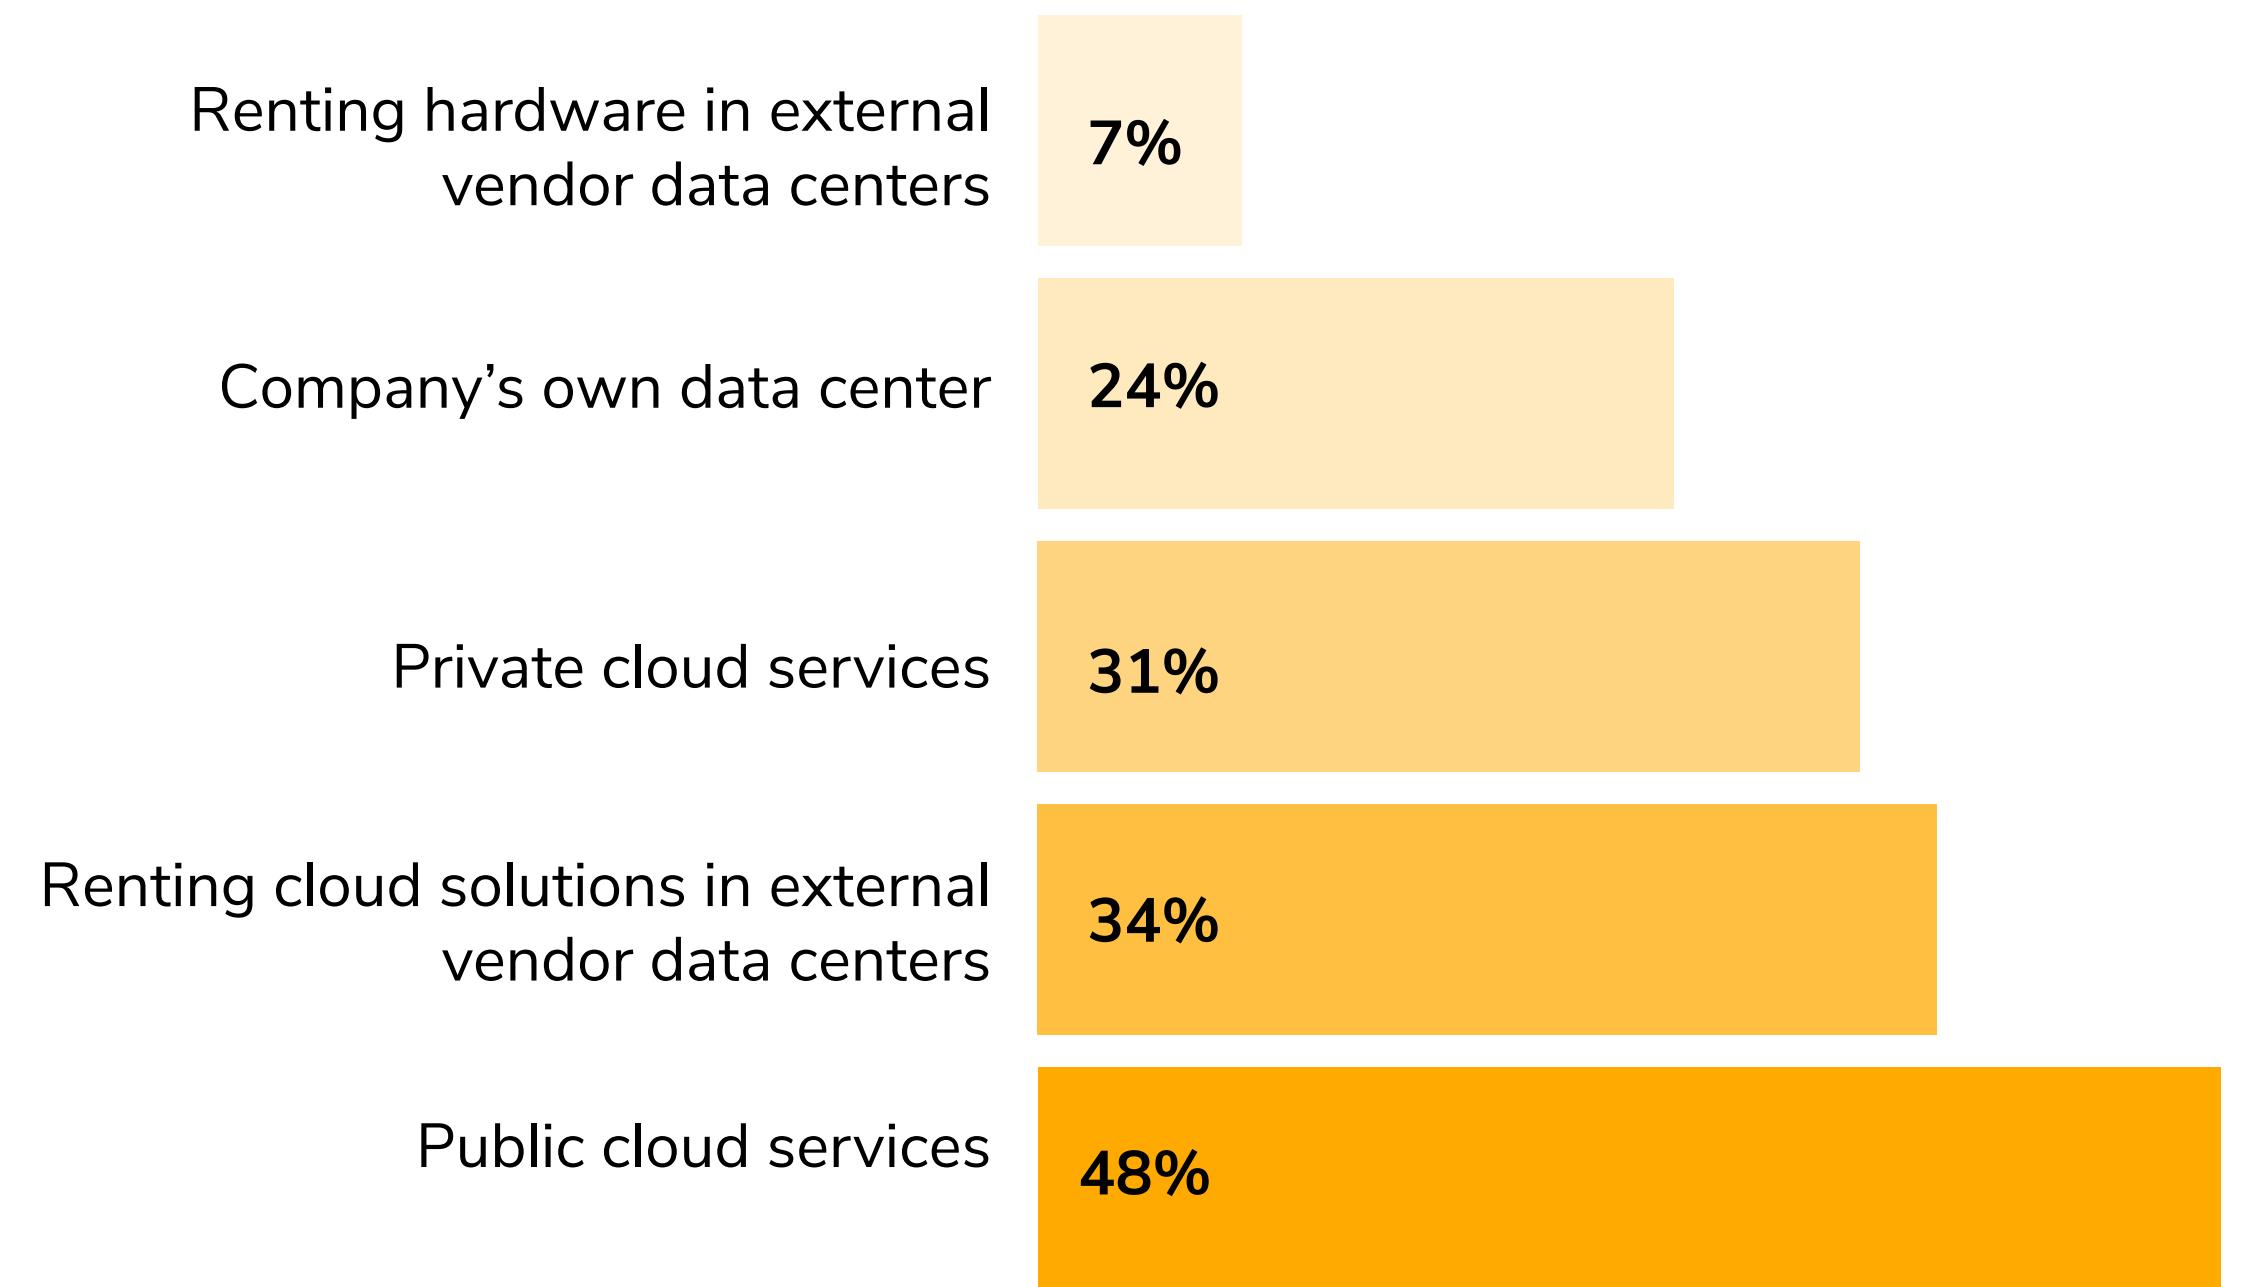 Renting hardware in external
vendor data centers
7%
Company’s own data center
24%
Private cloud services
31%
Renting cloud solutions in external
vendor data centers
34%
Public cloud services
48%